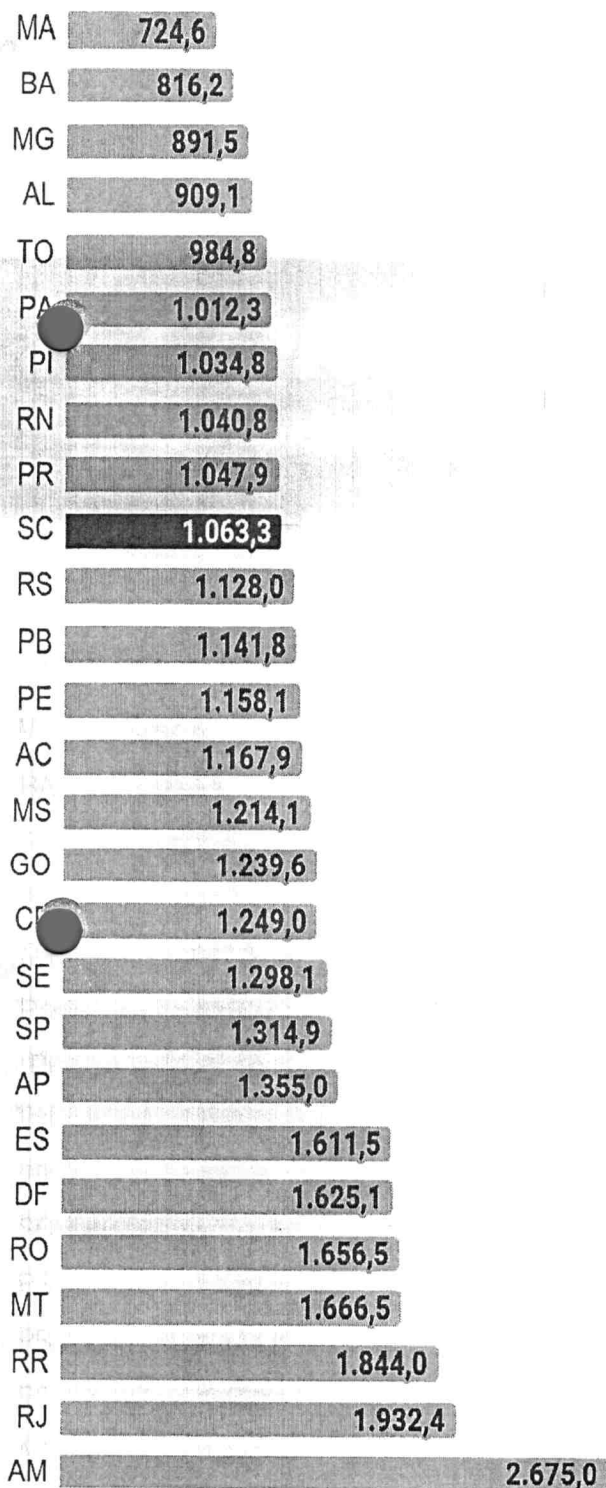 MA 724,6
BA 816,2
MG 891,5
AL 909,1
TO 984,8
PA 1.012,3
PI 1.034,8
RN 1.040,8
PR 1.047,9
SC 1.063,3
RS 1.128,0
PB 1.141,8
PE 1.158,1
AC 1.167,9
MS 1.214,1
GO 1.239,6
1.249,0
SE 1.298,1
SP 1.314,9
AP 1.355,0
ES 1.611,5
DF 1.625,1
RO 1.656,5
MT 1.666,5
RR 1.844,0
RJ 1.932,4
AM 2.675,0